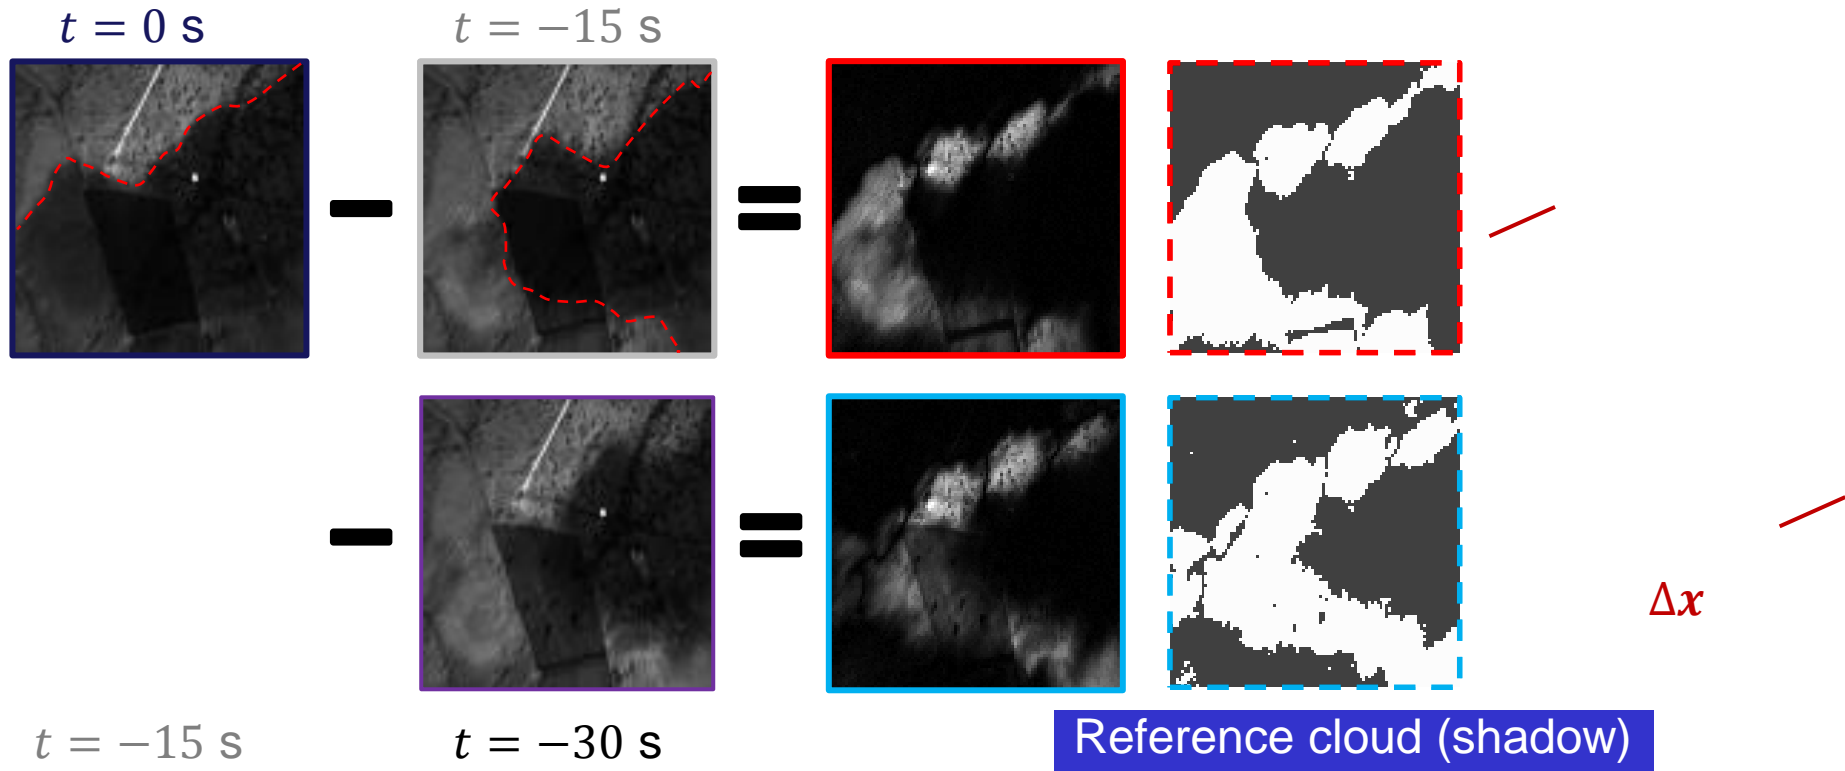 t = 0 s
t = −15 s
Δx
t = −15 s
t = −30 s
Reference cloud (shadow)